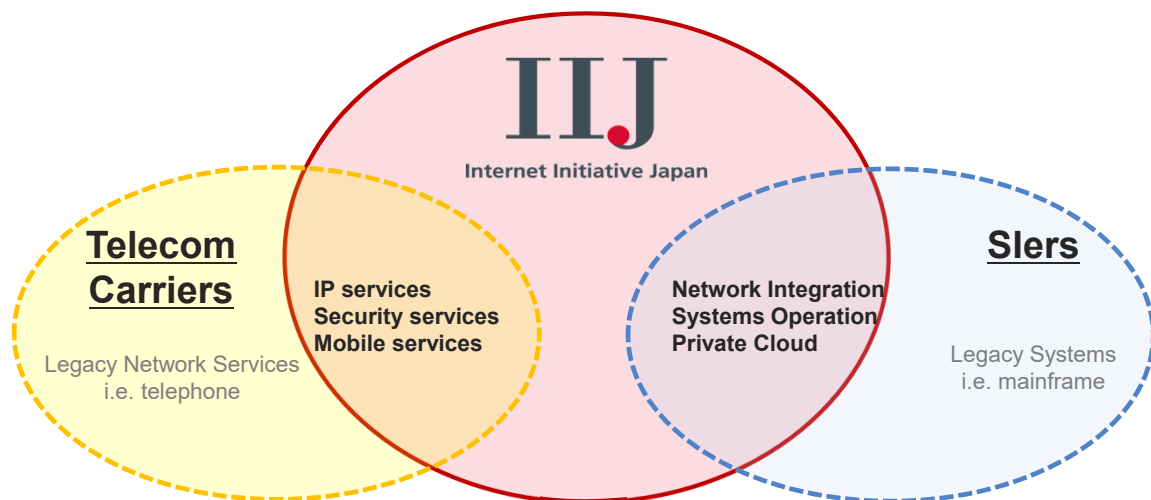 IIJ
Internet Initiative Japan
Telecom
Carriers
Legacy Network Services
i.e. telephone
IP services
Security services
Mobile services
Network Integration
Systems Operation
Private Cloud
SIers
Legacy Systems
i.e. mainframe